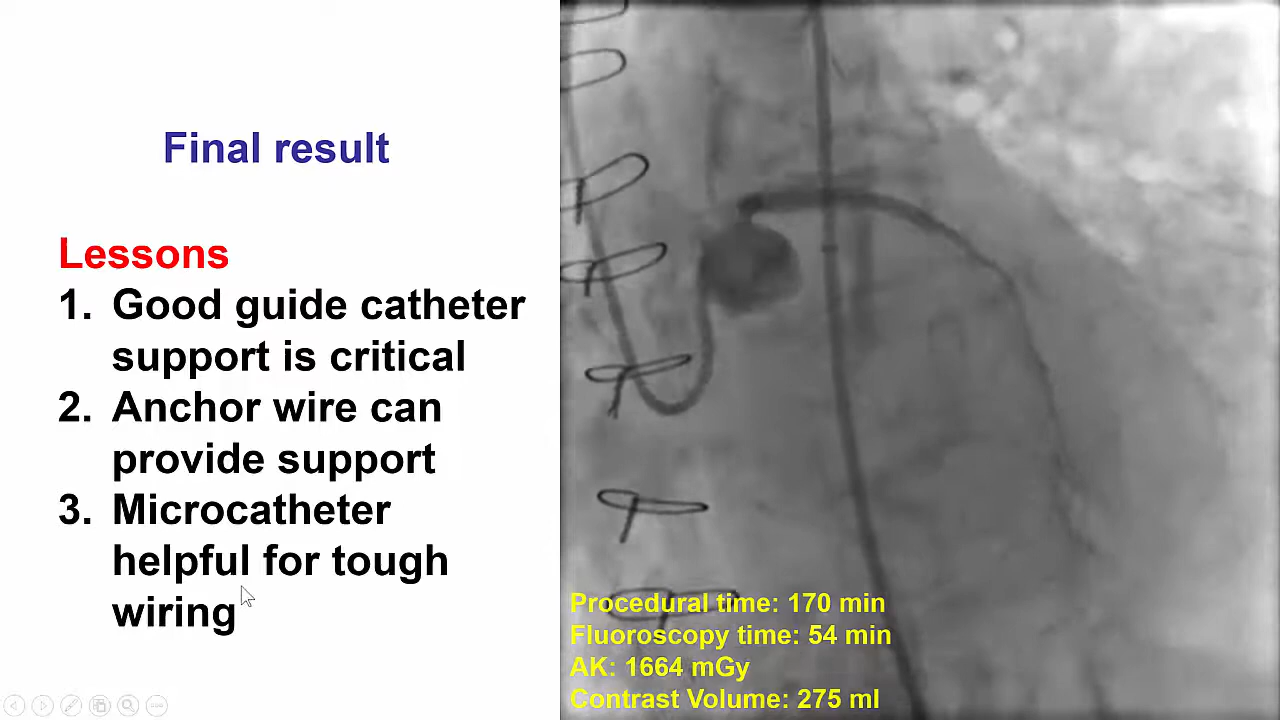 Final result
Lessons
1. Good guide catheter
support is critical
2. Anchor wire can
provide support
3. Microcatheter
helpful for tough
wiring
Procedural time: 170 min
Fluoroscopy time: 54 min
AK: 1664 mGy
Contrast Volume: 275 ml